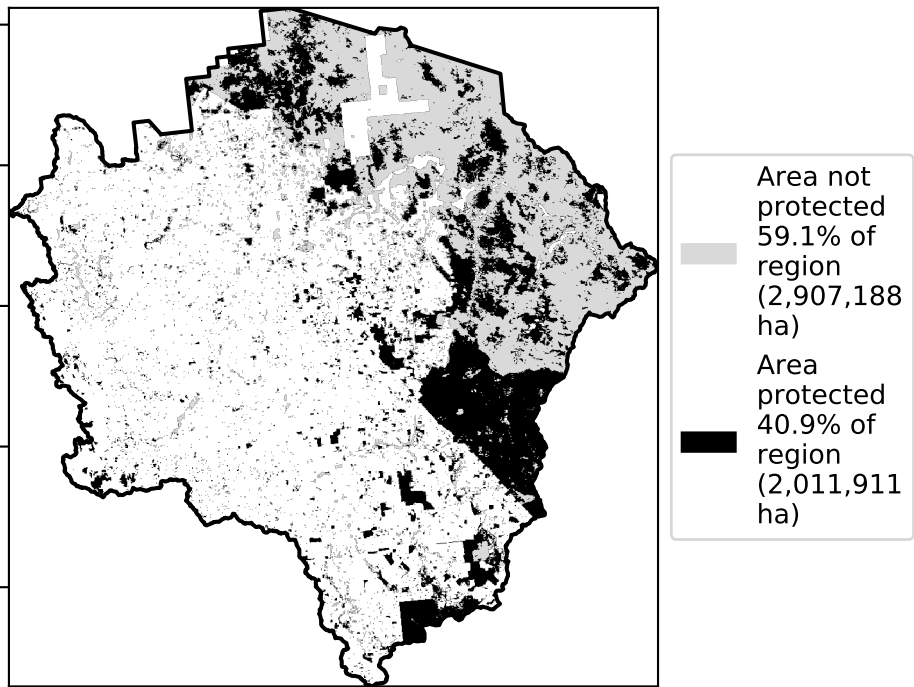 Area not
protected
59.1% of
region
(2,907,188
ha)
Area
protected
40.9% of
region
(2,011,911
ha)